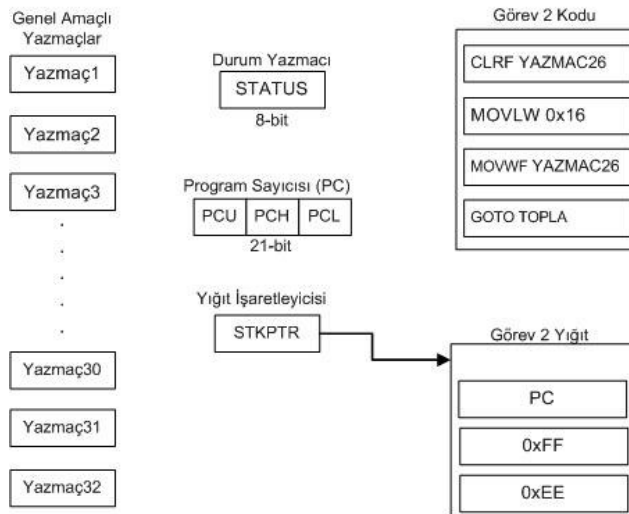 Genel Amaçlı
Yazmaçlar
Yazmaç1
Yazmaç2
Yazmaç3
Yazmaç30
Yazmaç31
Yazmaç32
Durum Yazmacı
STATUS
8-bit
Program Sayıcısı (PC)
PCU PCH PCL
21-bit
Yığıt İşaretleyicisi
STKPTR
Görev 2 Kodu
CLRF YAZMAC26
MOVLW 0x16
MOVWF YAZMAC26
GOTO TOPLA
Görev 2 Yığıt
PC
0xFF
0xEE